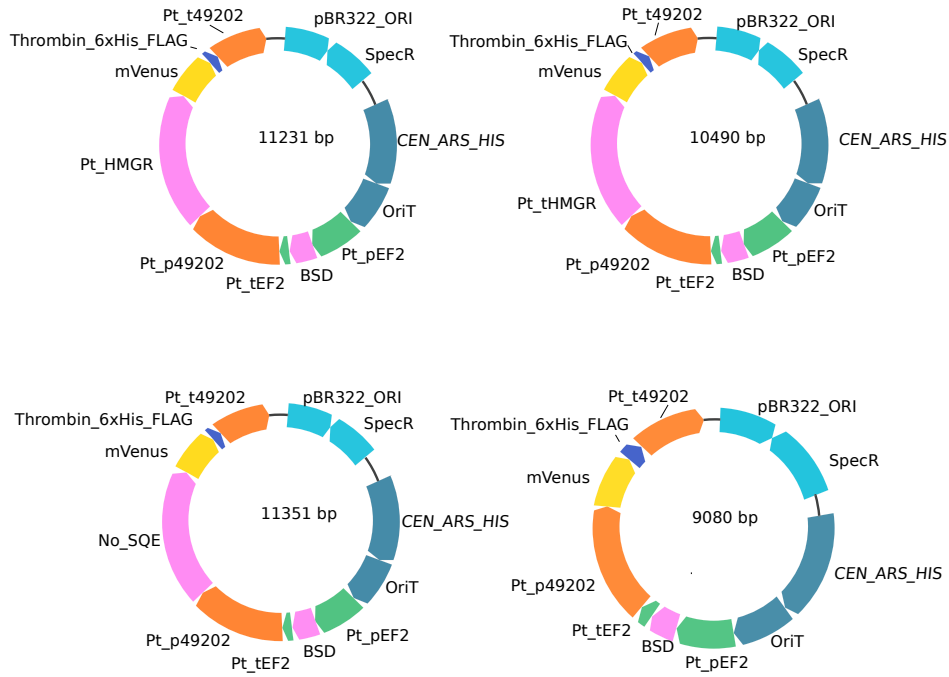 Pt_t49202
pBR322_ORI
Thrombin_6xHis_FLAG
SpecR
mVenus
11231 bp
CEN_ARS_HIS
Pt_HMGR
OriT
Pt_pEF2
Pt_p49202
BSD
Pt_tEF2
Pt_t49202
pBR322_ORI
Thrombin_6xHis_FLAG
SpecR
mVenus
10490 bp
CEN_ARS_HIS
Pt_tHMGR
OriT
Pt_pEF2
Pt_p49202
BSD
Pt_tEF2
Pt_t49202
pBR322_ORI
Thrombin_6xHis_FLAG
SpecR
mVenus
11351 bp
CEN_ARS_HIS
No_SQE
OriT
Pt_pEF2
Pt_p49202
BSD
Pt_tEF2
Pt_t49202
pBR322_ORI
Thrombin_6xHis_FLAG
SpecR
mVenus
9080 bp
CEN_ARS_HIS
Pt_p49202
Pt_tEF2
OriT
BSD
Pt_pEF2